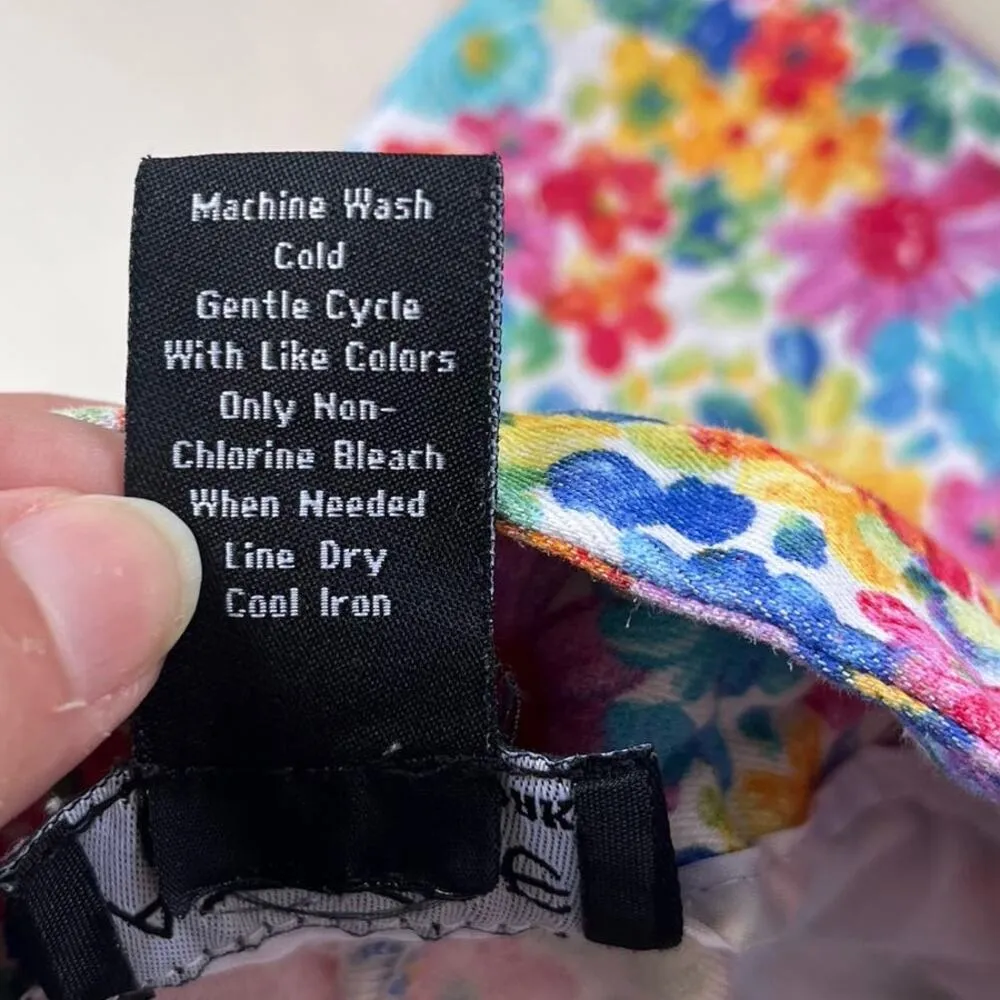 Machine Wash
Cold
Gentle Cycle
With Like Colors
Only Non-
Chlorine Bleach
When Needed
Line Dry
Cool Iron